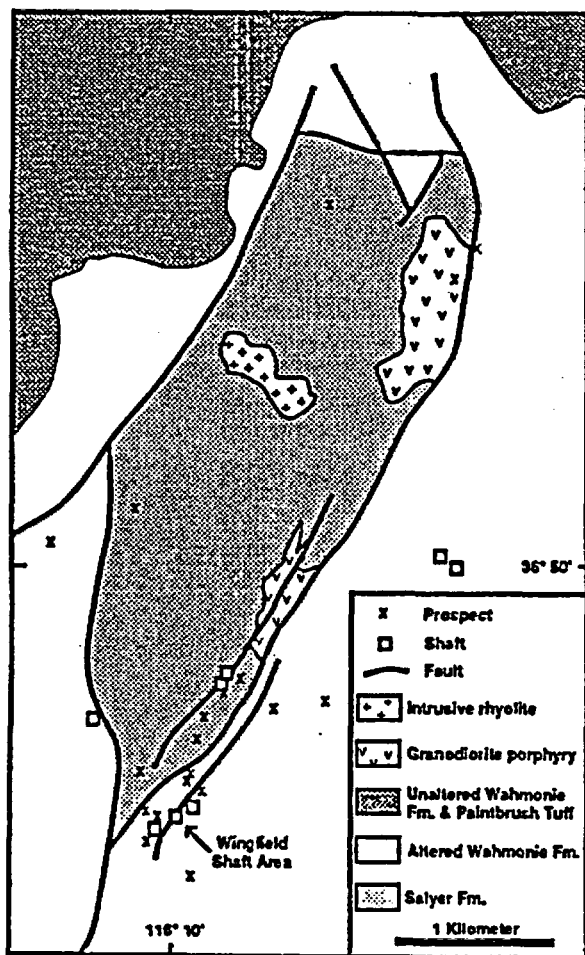 36° 50'
x Prospect
Shaft
Fault
Intrusive rhyolite
Granodiorite porphyry
Unaltered Wahmonie
Fm. & Paintbrush Tuff
Altered Wahmonie Fm.
Salyer Fm.
1 Kilometer
Wingfield
Shaft Area
116° 10'